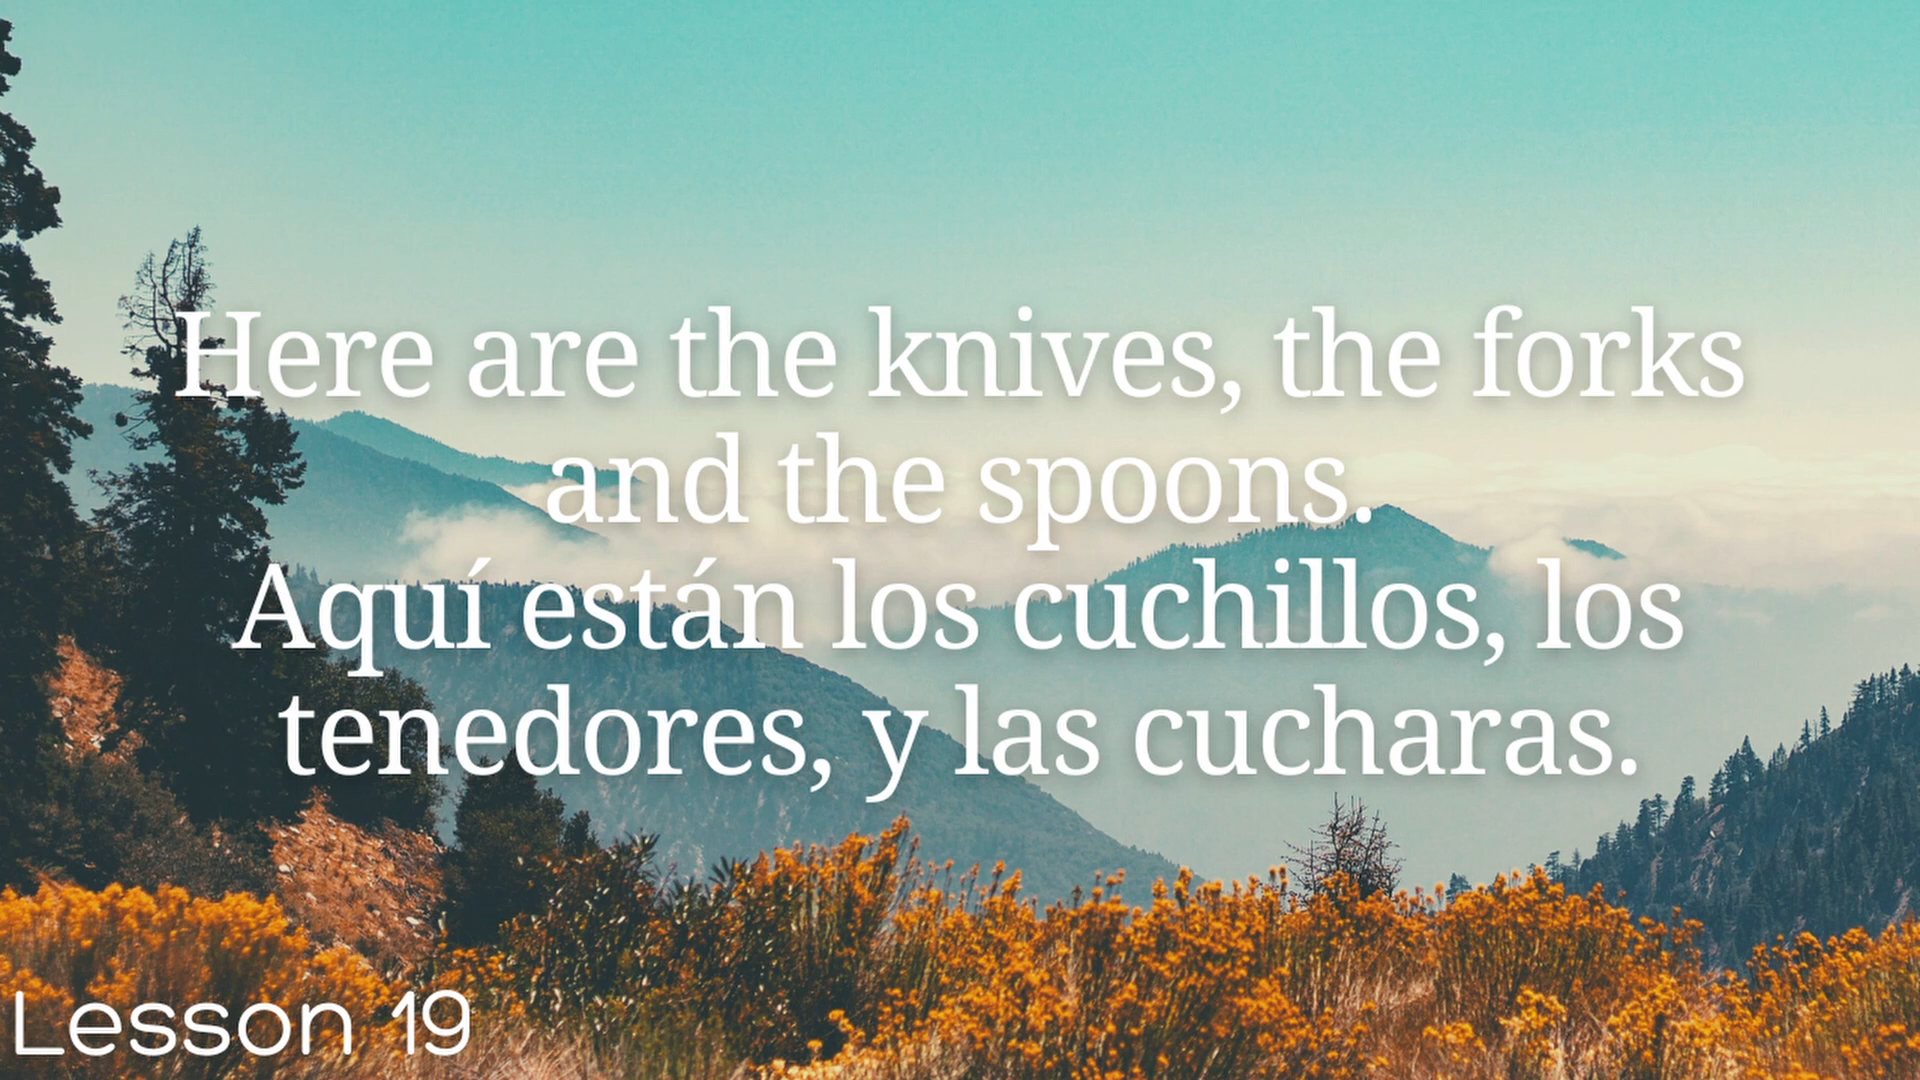 Here are the knives, the forks
and the spoons.
Aquí están los cuchillos, los
tenedores, y las cucharas.
Lesson 19